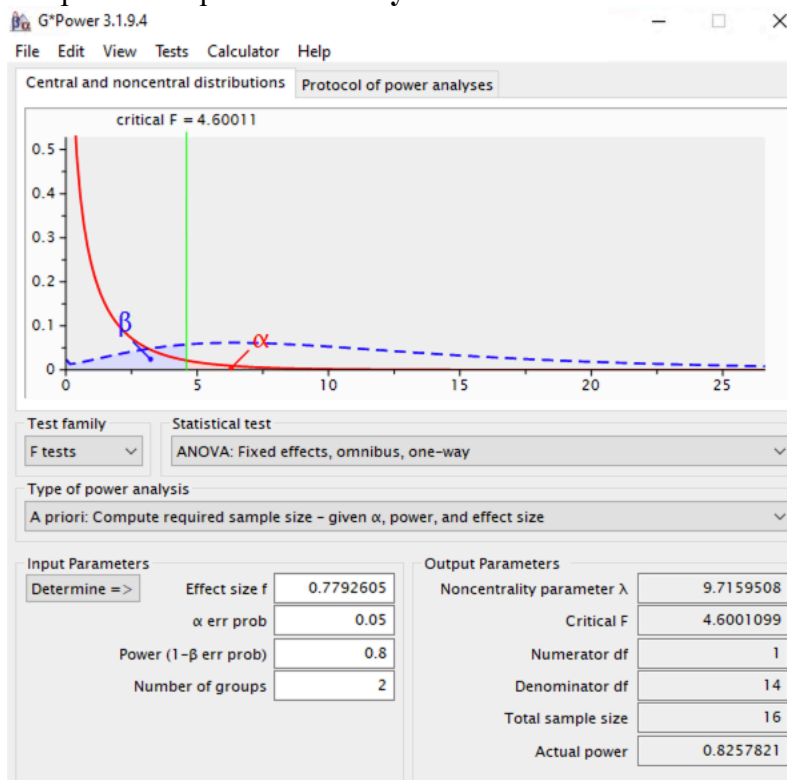 G*Power 3.1.9.4
File Edit View Tests Calculator Help
Central and noncentral distributions Protocol of power analyses
critical F = 4.60011
0.5
0.4
0.3
0.2
0.1
0
β
α
0 5 10 15 20 25
Test family Statistical test
F tests ANOVA: Fixed effects, omnibus, one-way
Type of power analysis
A priori: Compute required sample size - given α, power, and effect size
Input Parameters Output Parameters
Determine => Effect size f 0.7792605 Noncentrality parameter λ 9.7159508
α err prob 0.05 Critical F 4.6001099
Power (1-β err prob) 0.8 Numerator df 1
Number of groups 2 Denominator df 14
Total sample size 16
Actual power 0.8257821